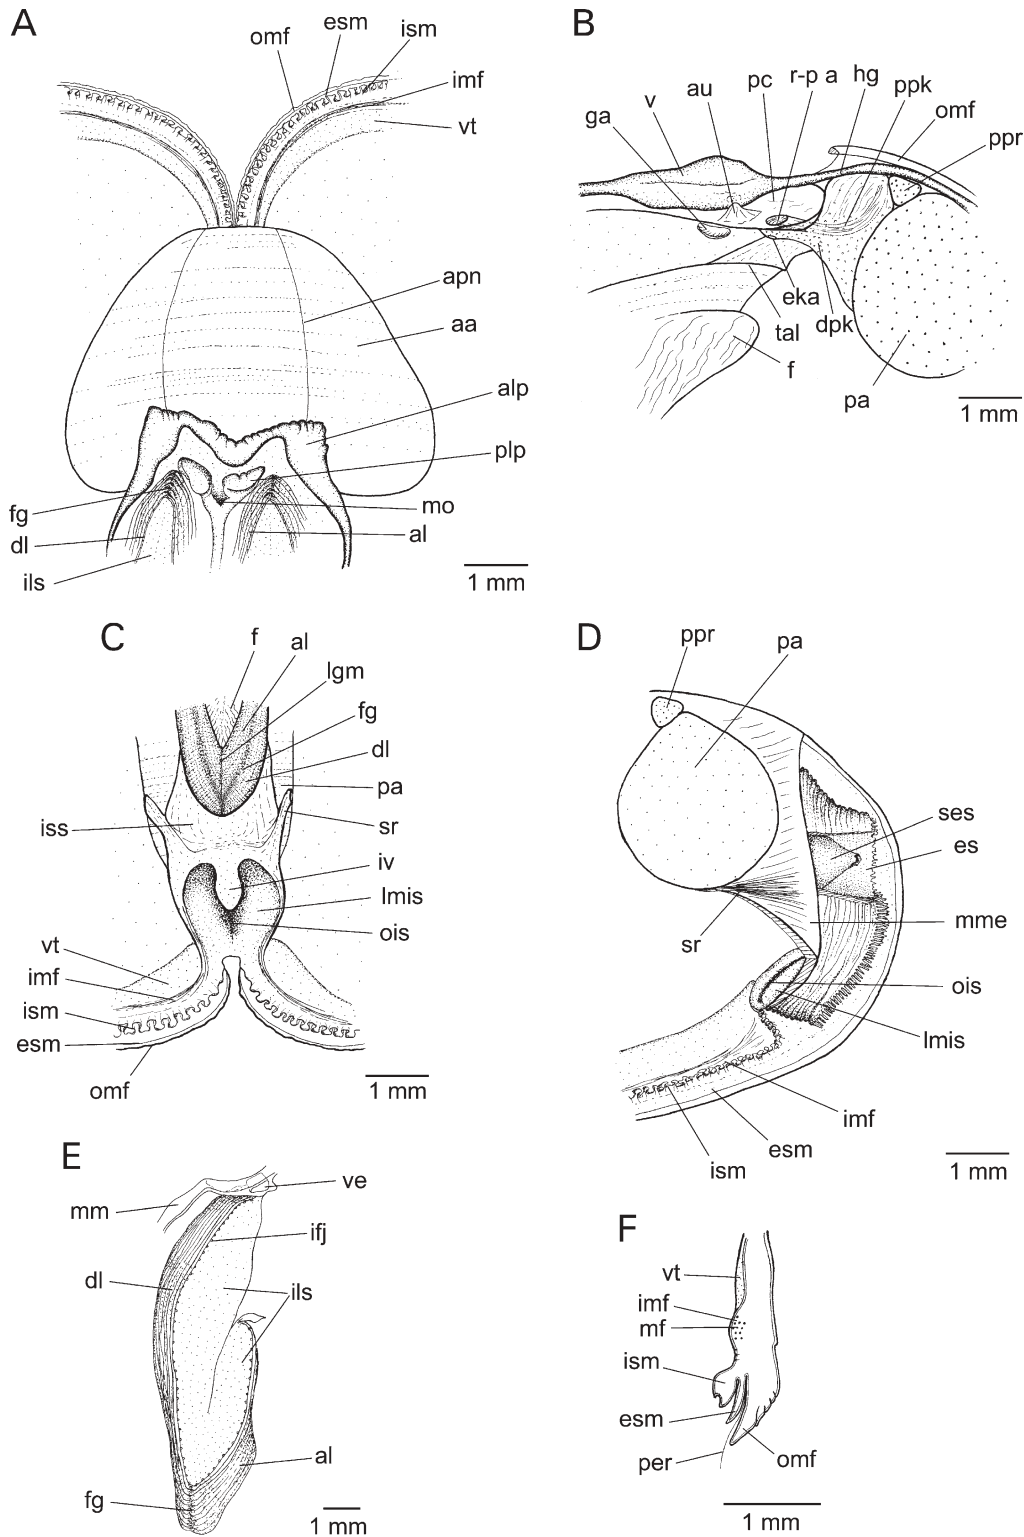 A
omf
esm
ism
imf
vt
apn
aa
alp
plp
mo
al
fg
dl
ils
1 mm
B
ga
v
au
pc
r-p a
hg
ppk
omf
ppr
eka
tal
dpk
f
pa
1 mm
C
f
al
lgm
fg
dl
pa
sr
iss
iv
lmis
ois
vt
imf
ism
esm
omf
1 mm
D
ppr
pa
ses
es
mme
sr
ois
lmis
imf
esm
ism
1 mm
E
ve
mm
ifj
dl
ils
al
fg
1 mm
F
vt
imf
mf
ism
esm
per
omf
1 mm